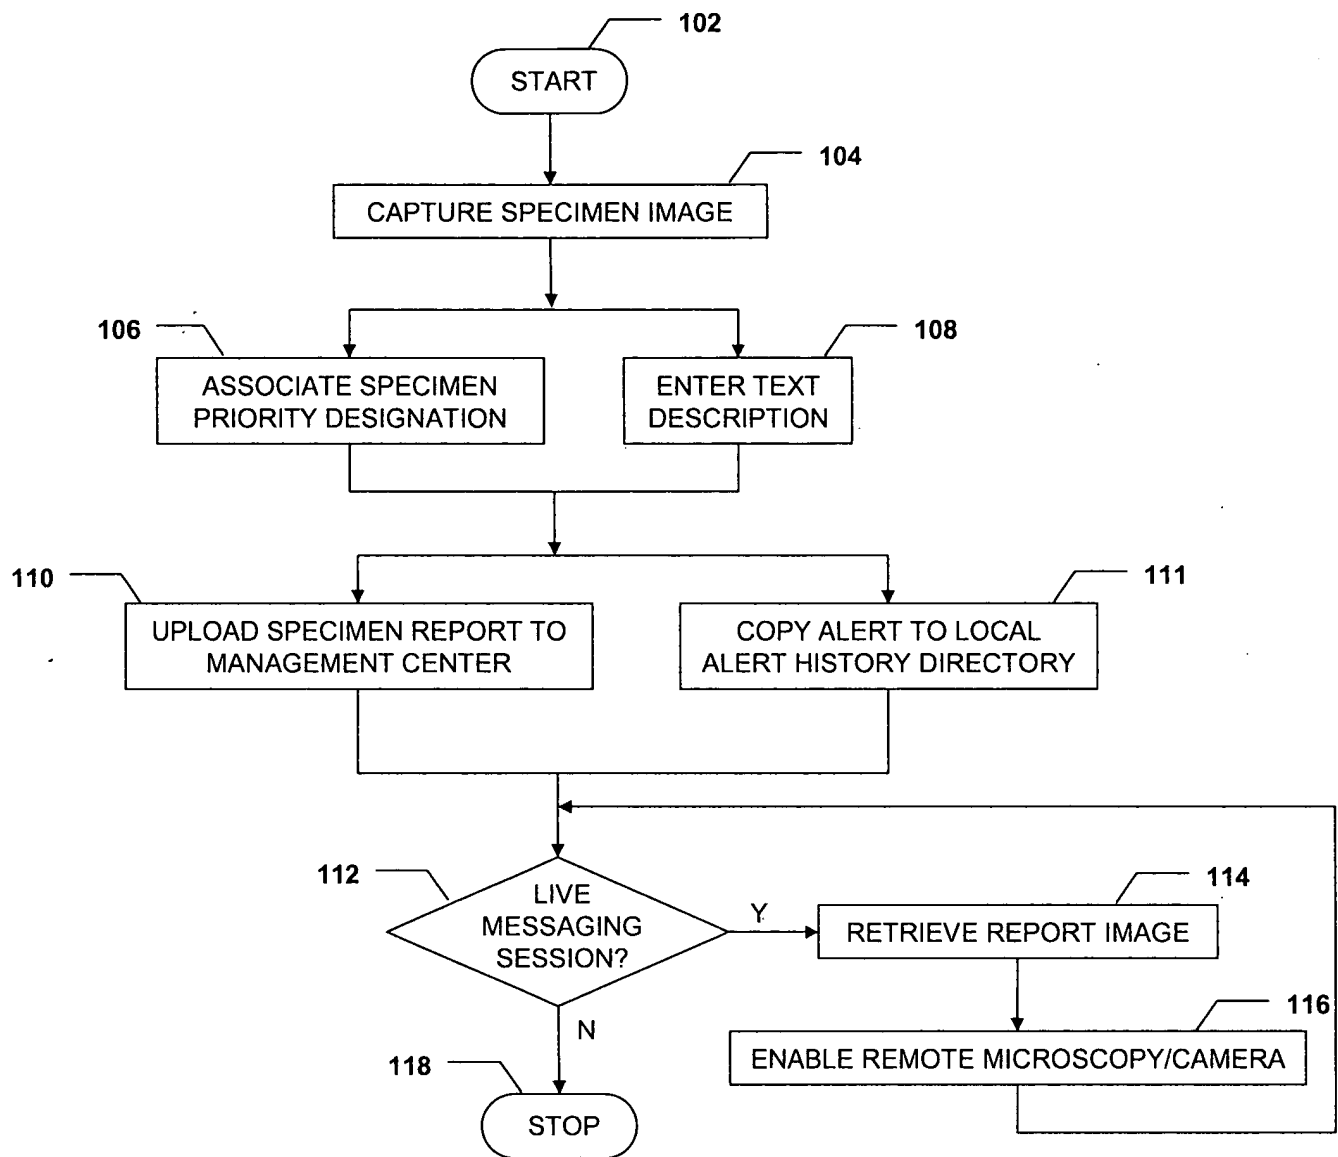 102
START
104
CAPTURE SPECIMEN IMAGE
106
108
ASSOCIATE SPECIMEN
PRIORITY DESIGNATION
ENTER TEXT
DESCRIPTION
110
111
UPLOAD SPECIMEN REPORT TO
MANAGEMENT CENTER
COPY ALERT TO LOCAL
ALERT HISTORY DIRECTORY
112
LIVE
MESSAGING
SESSION?
Y
114
RETRIEVE REPORT IMAGE
N
116
ENABLE REMOTE MICROSCOPY/CAMERA
118
STOP